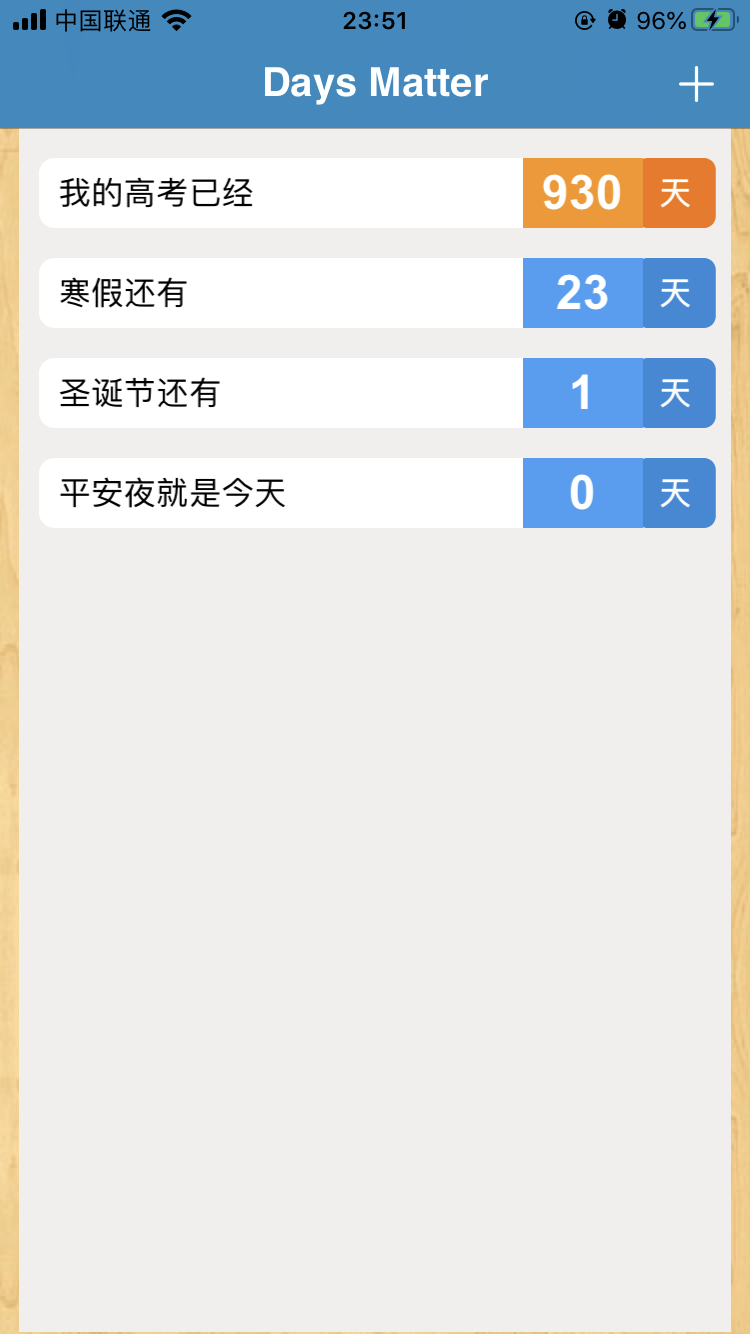 中国联通 23:51 96%
Days Matter
我的高考已经 930 天
寒假还有 23 天
圣诞节还有 1 天
平安夜就是今天 0 天